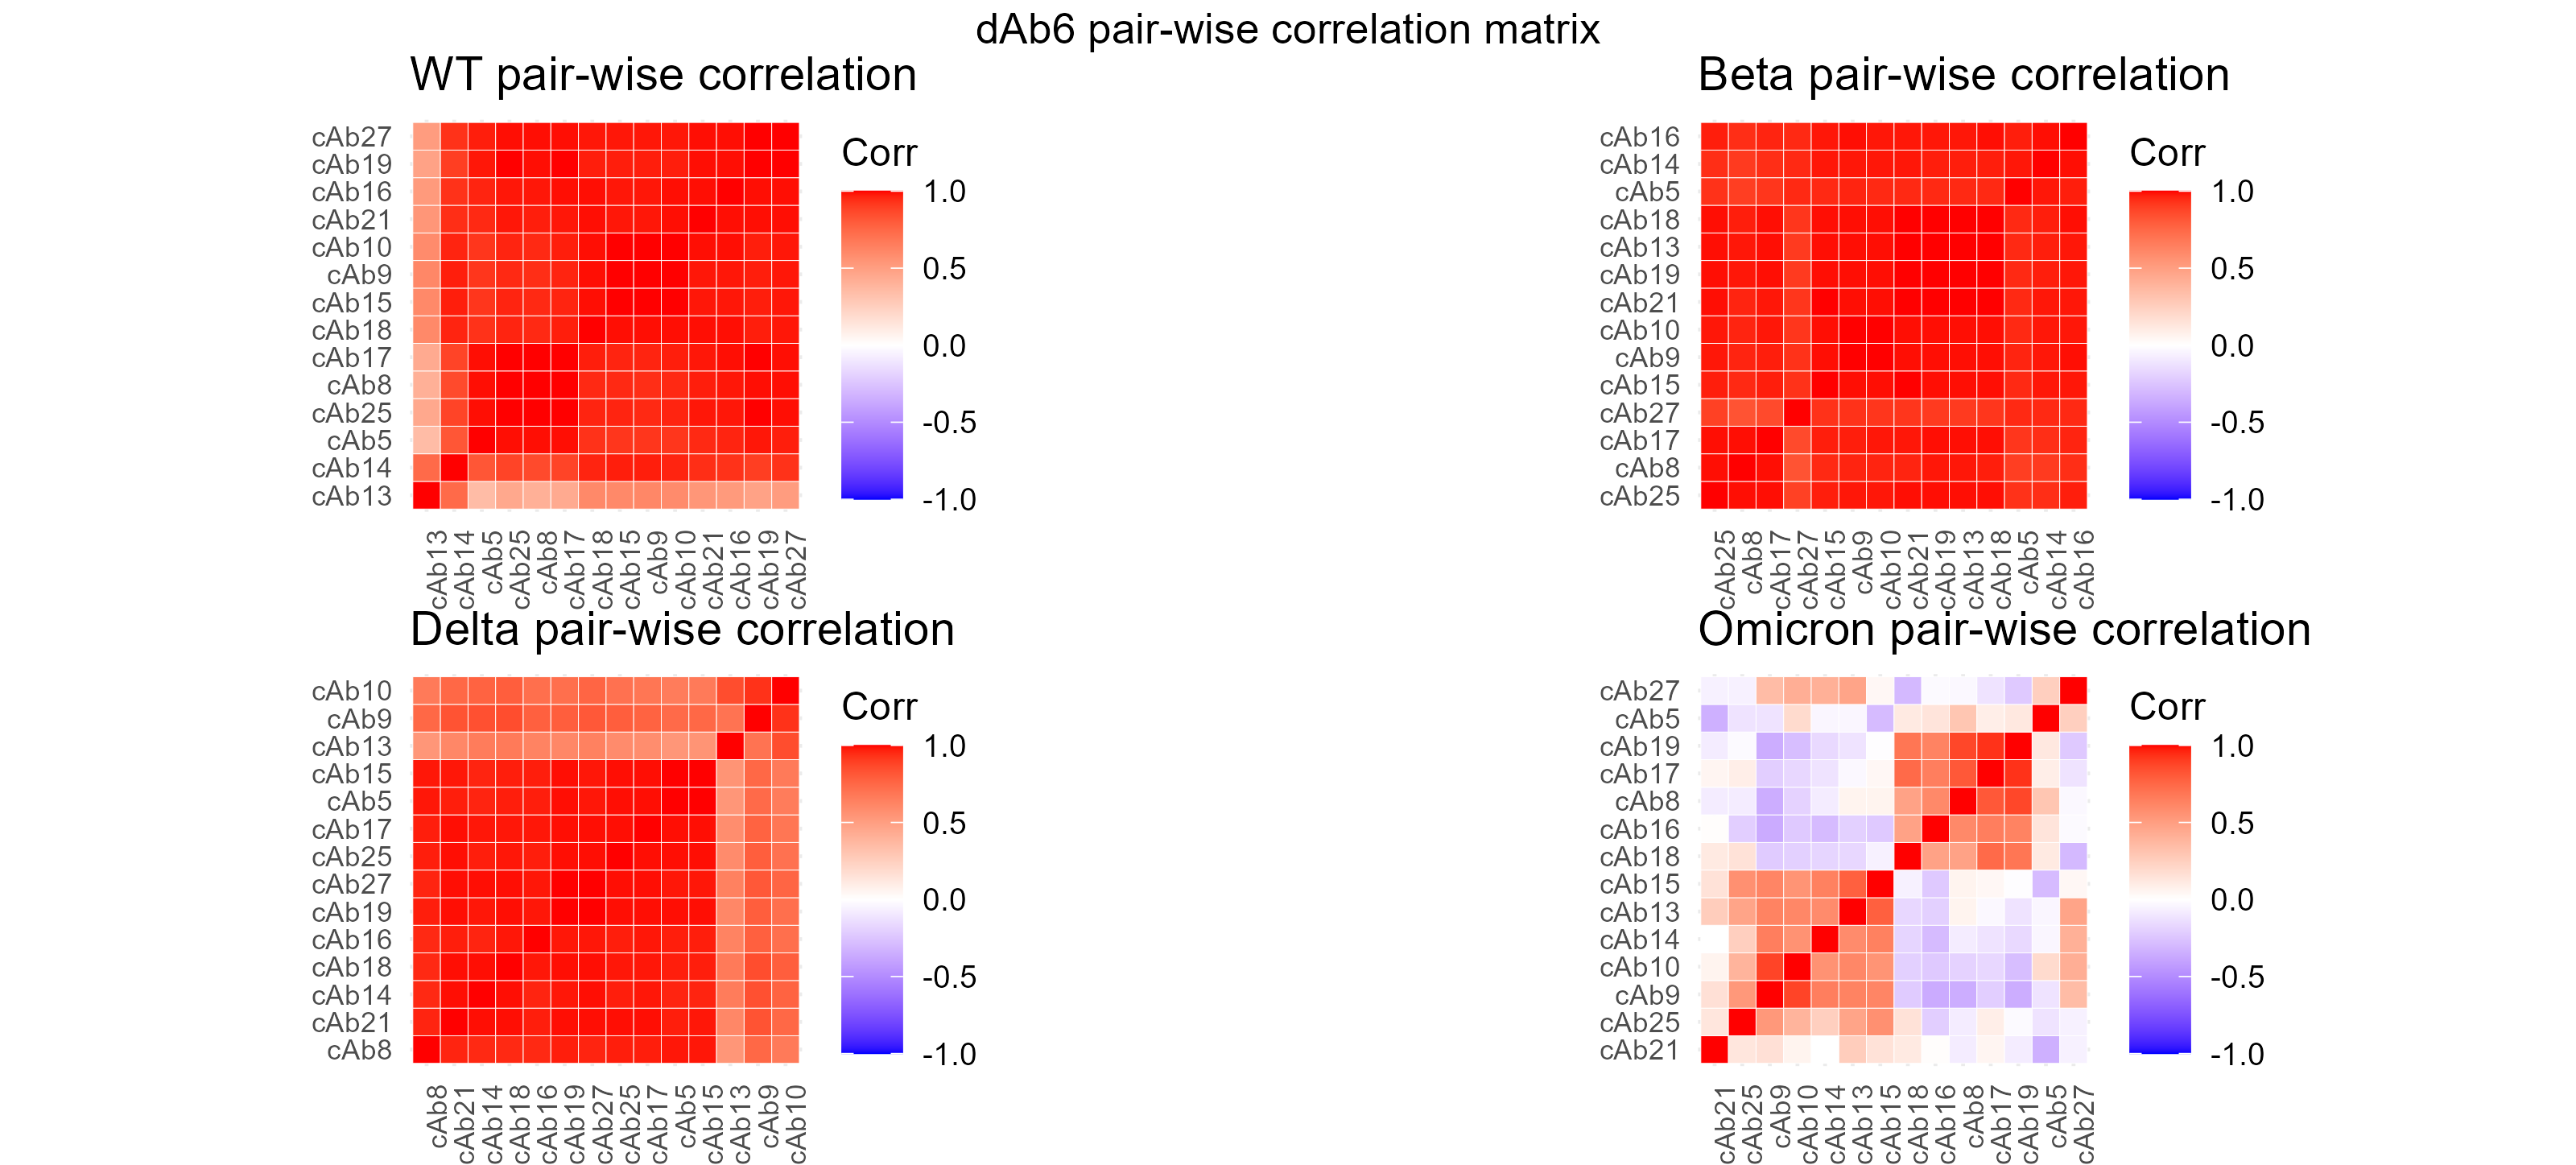 dAb6 pair-wise correlation matrix
WT pair-wise correlation
cAb27
cAb19
cAb16
cAb21
cAb10
cAb9
cAb15
cAb18
cAb17
cAb8
cAb25
cAb5
cAb14
cAb13
cAb13
cAb14
cAb5
cAb25
cAb8
cAb17
cAb18
cAb15
cAb9
cAb10
cAb21
cAb16
cAb19
cAb27
Corr
1.0
0.5
0.0
-0.5
-1.0
Beta pair-wise correlation
cAb16
cAb14
cAb5
cAb18
cAb13
cAb19
cAb21
cAb10
cAb9
cAb15
cAb27
cAb17
cAb8
cAb25
cAb25
cAb8
cAb17
cAb27
cAb15
cAb9
cAb10
cAb21
cAb19
cAb13
cAb18
cAb5
cAb14
cAb16
Corr
1.0
0.5
0.0
-0.5
-1.0
Delta pair-wise correlation
cAb10
cAb9
cAb13
cAb15
cAb5
cAb17
cAb25
cAb27
cAb19
cAb16
cAb18
cAb14
cAb21
cAb8
cAb8
cAb21
cAb14
cAb18
cAb16
cAb19
cAb27
cAb25
cAb17
cAb5
cAb15
cAb13
cAb9
cAb10
Corr
1.0
0.5
0.0
-0.5
-1.0
Omicron pair-wise correlation
cAb27
cAb5
cAb19
cAb17
cAb8
cAb16
cAb18
cAb15
cAb13
cAb14
cAb10
cAb9
cAb25
cAb21
cAb21
cAb25
cAb9
cAb10
cAb14
cAb13
cAb15
cAb18
cAb16
cAb8
cAb17
cAb19
cAb5
cAb27
Corr
1.0
0.5
0.0
-0.5
-1.0